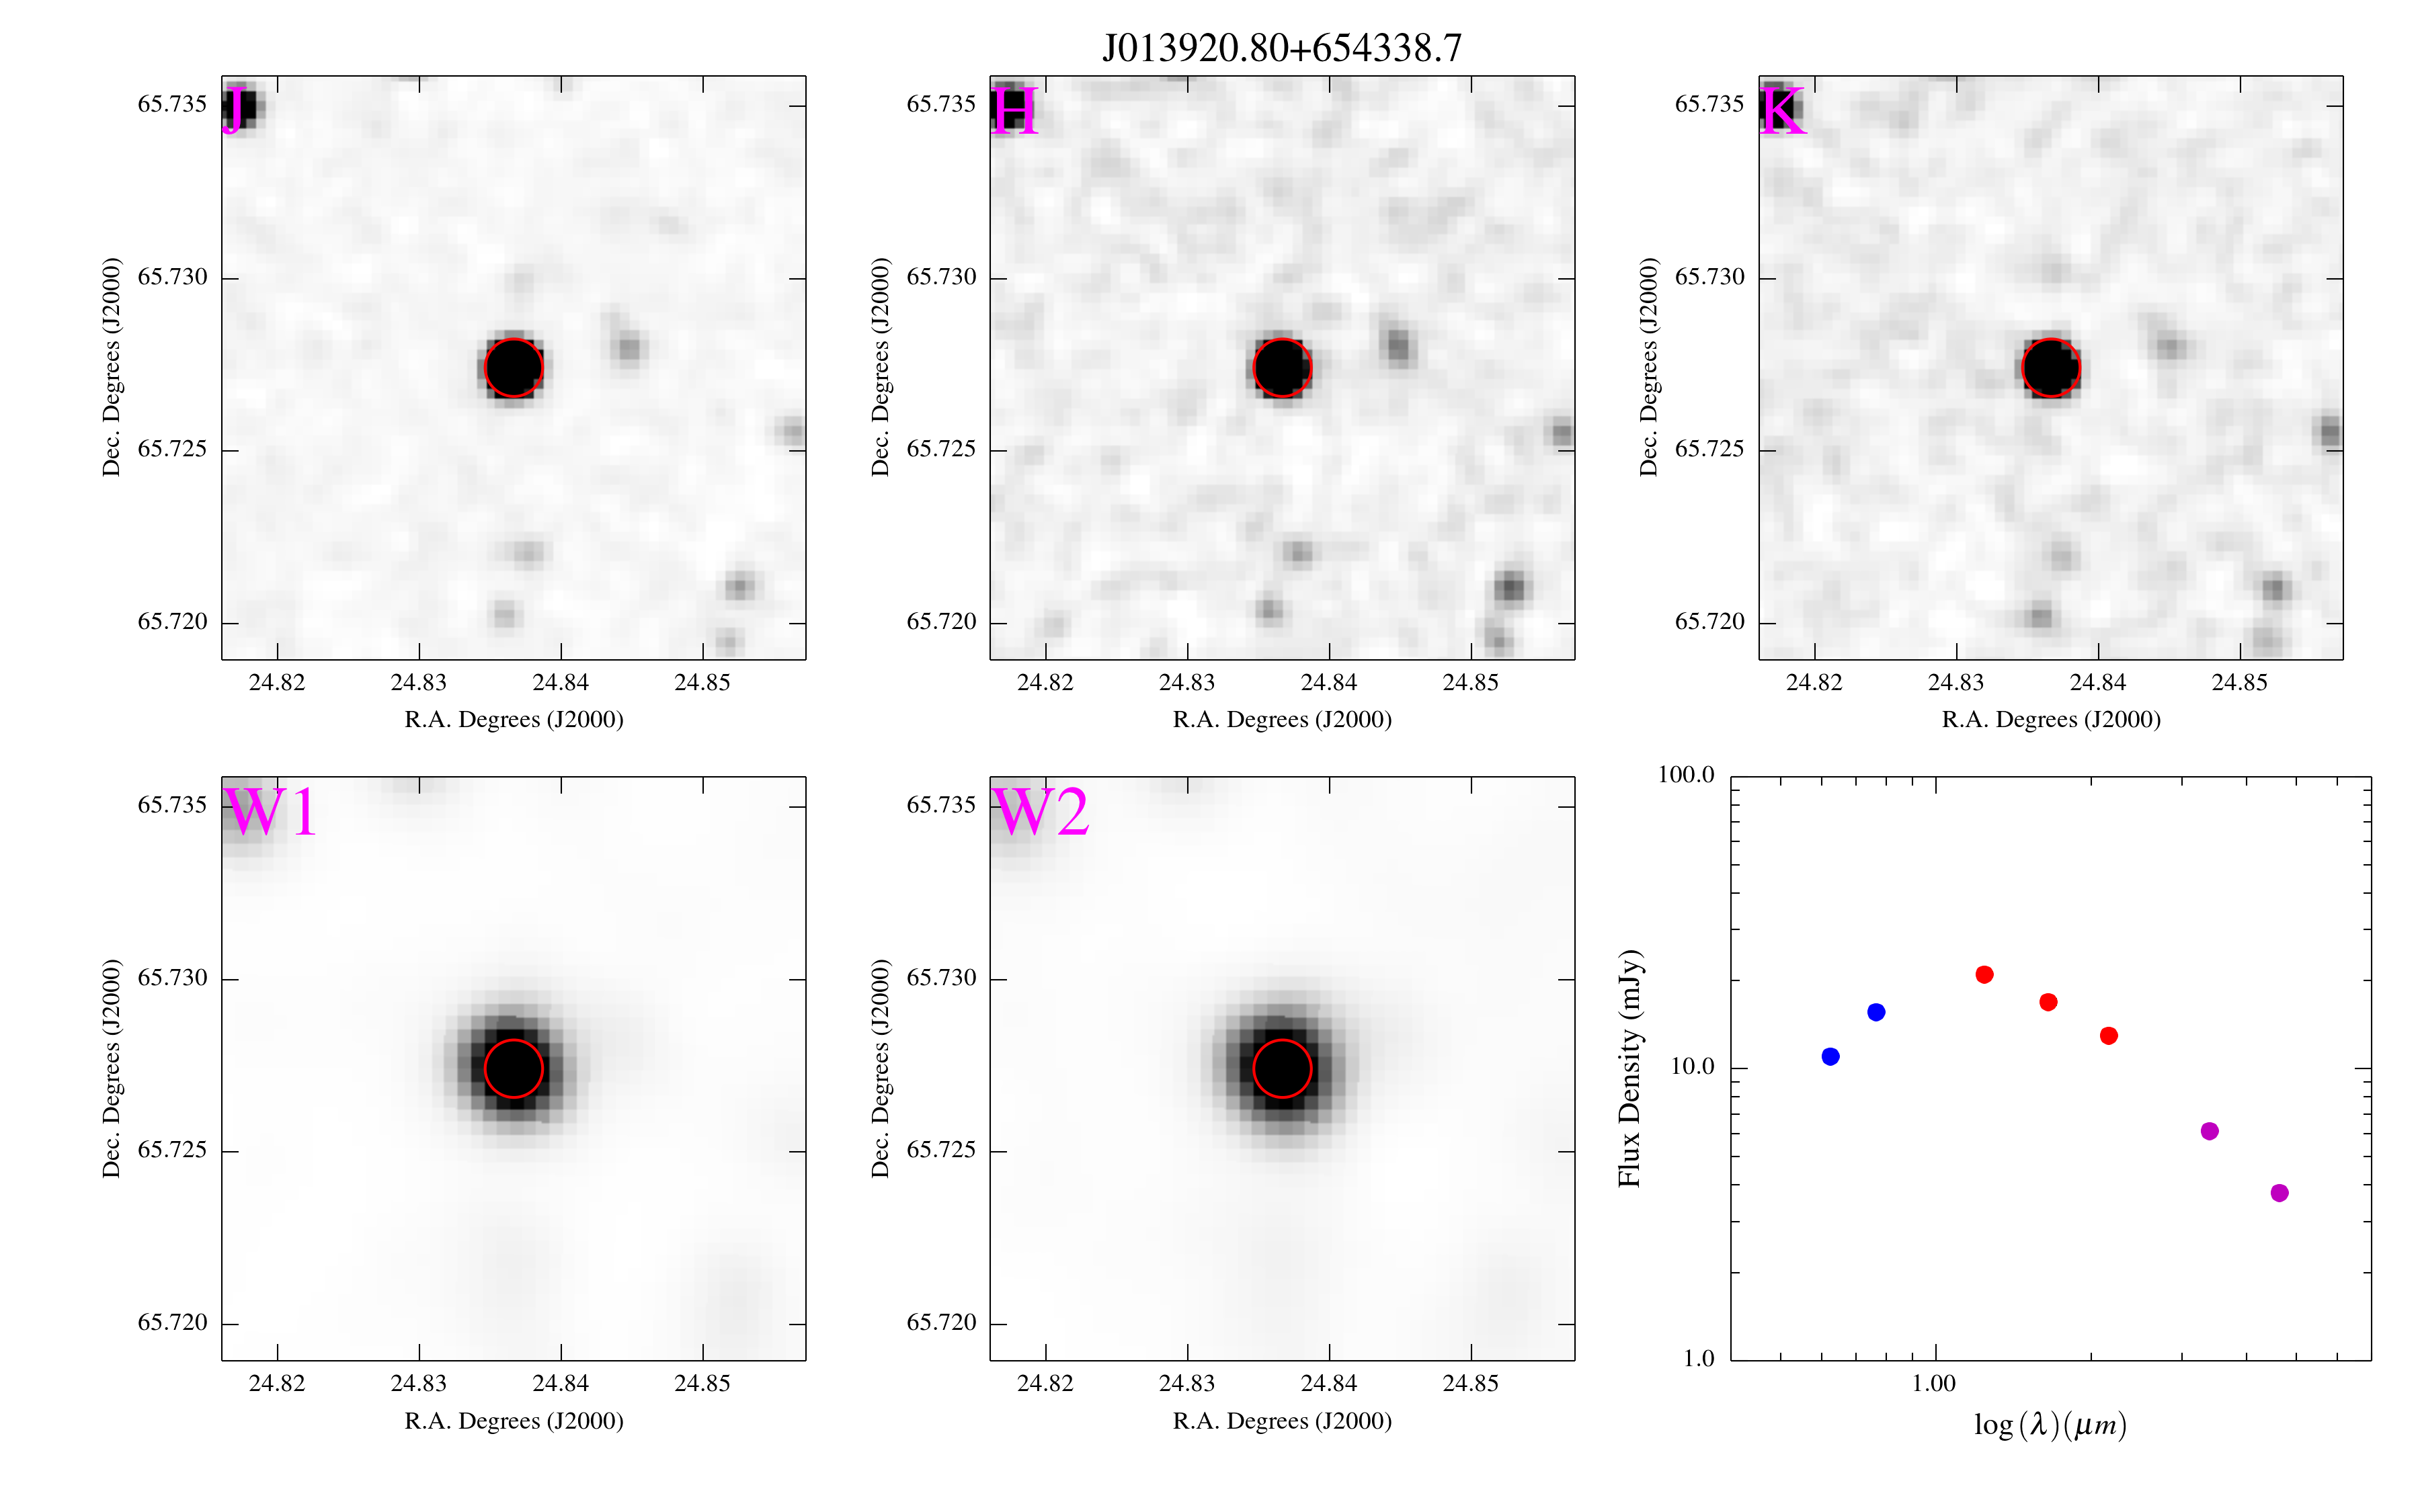 J013920.80+654338.7
J
65.735
65.730
65.725
65.720
Dec. Degrees (J2000)
24.82 24.83 24.84 24.85
R.A. Degrees (J2000)
H
65.735
65.730
65.725
65.720
Dec. Degrees (J2000)
24.82 24.83 24.84 24.85
R.A. Degrees (J2000)
K
65.735
65.730
65.725
65.720
Dec. Degrees (J2000)
24.82 24.83 24.84 24.85
R.A. Degrees (J2000)
W1
65.735
65.730
65.725
65.720
Dec. Degrees (J2000)
24.82 24.83 24.84 24.85
R.A. Degrees (J2000)
W2
65.735
65.730
65.725
65.720
Dec. Degrees (J2000)
24.82 24.83 24.84 24.85
R.A. Degrees (J2000)
100.0
10.0
1.0
Flux Density (mJy)
1.00
log(λ)(μm)